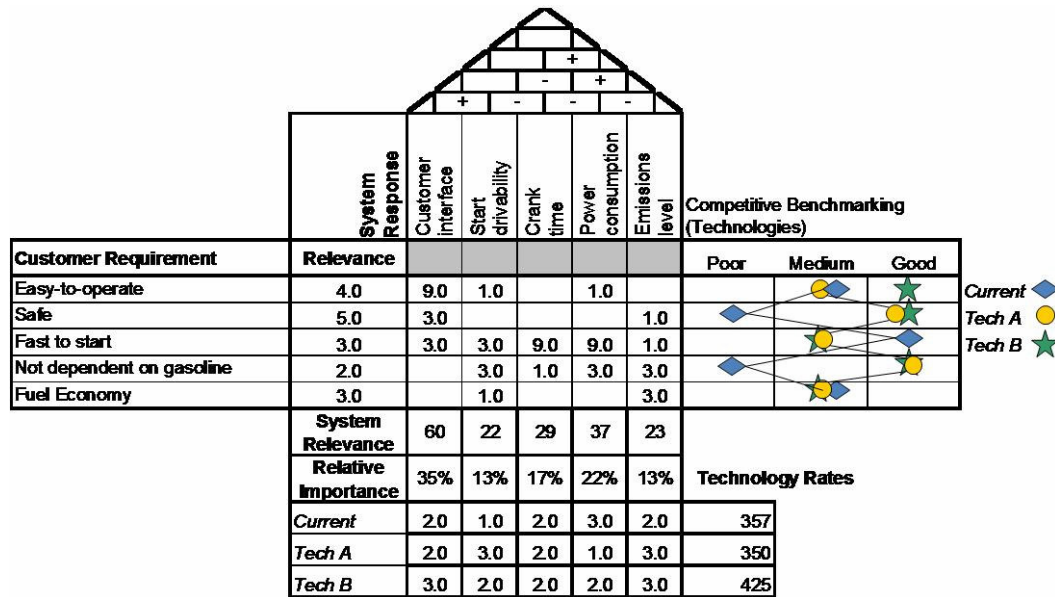 +
- +
+ - - -
System Response
Customer interface
Start drivability
Crank time
Power consumption
Emissions level
Competitive Benchmarking
(Technologies)
Customer Requirement Relevance Poor Medium Good
Easy-to-operate 4.0 9.0 1.0 1.0
Safe 5.0 3.0 1.0
Fast to start 3.0 3.0 3.0 9.0 9.0 1.0
Not dependent on gasoline 2.0 3.0 1.0 3.0 3.0
Fuel Economy 3.0 1.0 3.0
Current
Tech A
Tech B
System Relevance 60 22 29 37 23
Relative Importance 35% 13% 17% 22% 13% Technology Rates
Current 2.0 1.0 2.0 3.0 2.0 357
Tech A 2.0 3.0 2.0 1.0 3.0 350
Tech B 3.0 2.0 2.0 2.0 3.0 425